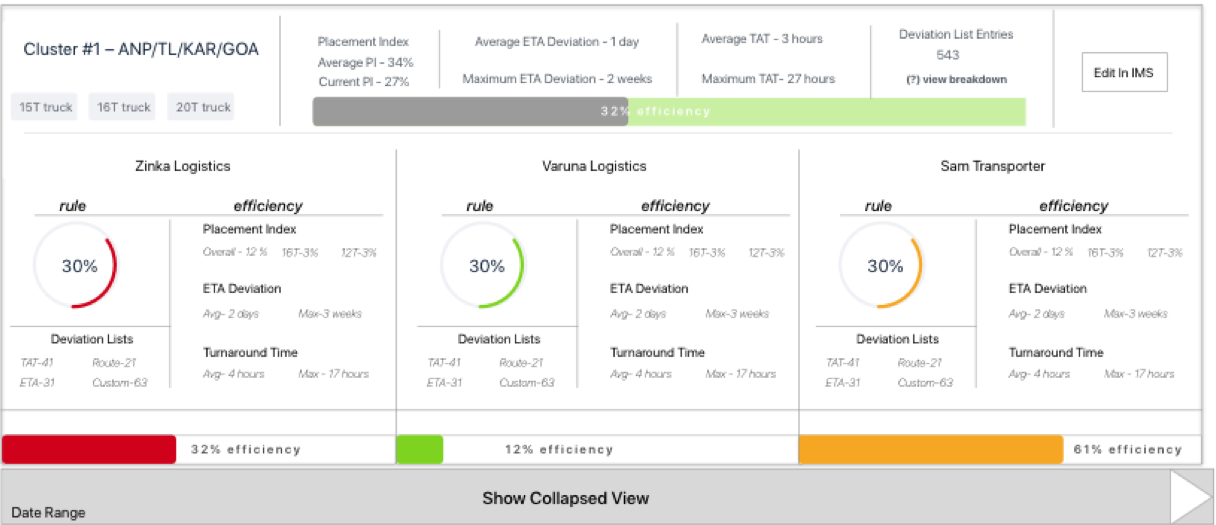 Cluster #1 – ANP/TL/KAR/GOA
15T truck 16T truck 20T truck
Placement Index
Average PI - 34%
Current PI - 27%
Average ETA Deviation - 1 day
Maximum ETA Deviation - 2 weeks
Average TAT - 3 hours
Maximum TAT- 27 hours
Deviation List Entries
543
(?) view breakdown
Edit In IMS
32% efficiency
Zinka Logistics
rule efficiency
30%
Placement Index
Overall - 12 % 16T-3% 12T-3%
ETA Deviation
Avg- 2 days Max-3 weeks
Deviation Lists
TAT-41 Route-21
ETA-31 Custom-63
Turnaround Time
Avg- 4 hours Max - 17 hours
32% efficiency
Varuna Logistics
rule efficiency
30%
Placement Index
Overall - 12 % 16T-3% 12T-3%
ETA Deviation
Avg- 2 days Max-3 weeks
Deviation Lists
TAT-41 Route-21
ETA-31 Custom-63
Turnaround Time
Avg- 4 hours Max - 17 hours
12% efficiency
Sam Transporter
rule efficiency
30%
Placement Index
Overall - 12 % 16T-3% 12T-3%
ETA Deviation
Avg- 2 days Max-3 weeks
Deviation Lists
TAT-41 Route-21
ETA-31 Custom-63
Turnaround Time
Avg- 4 hours Max - 17 hours
61% efficiency
Show Collapsed View
Date Range